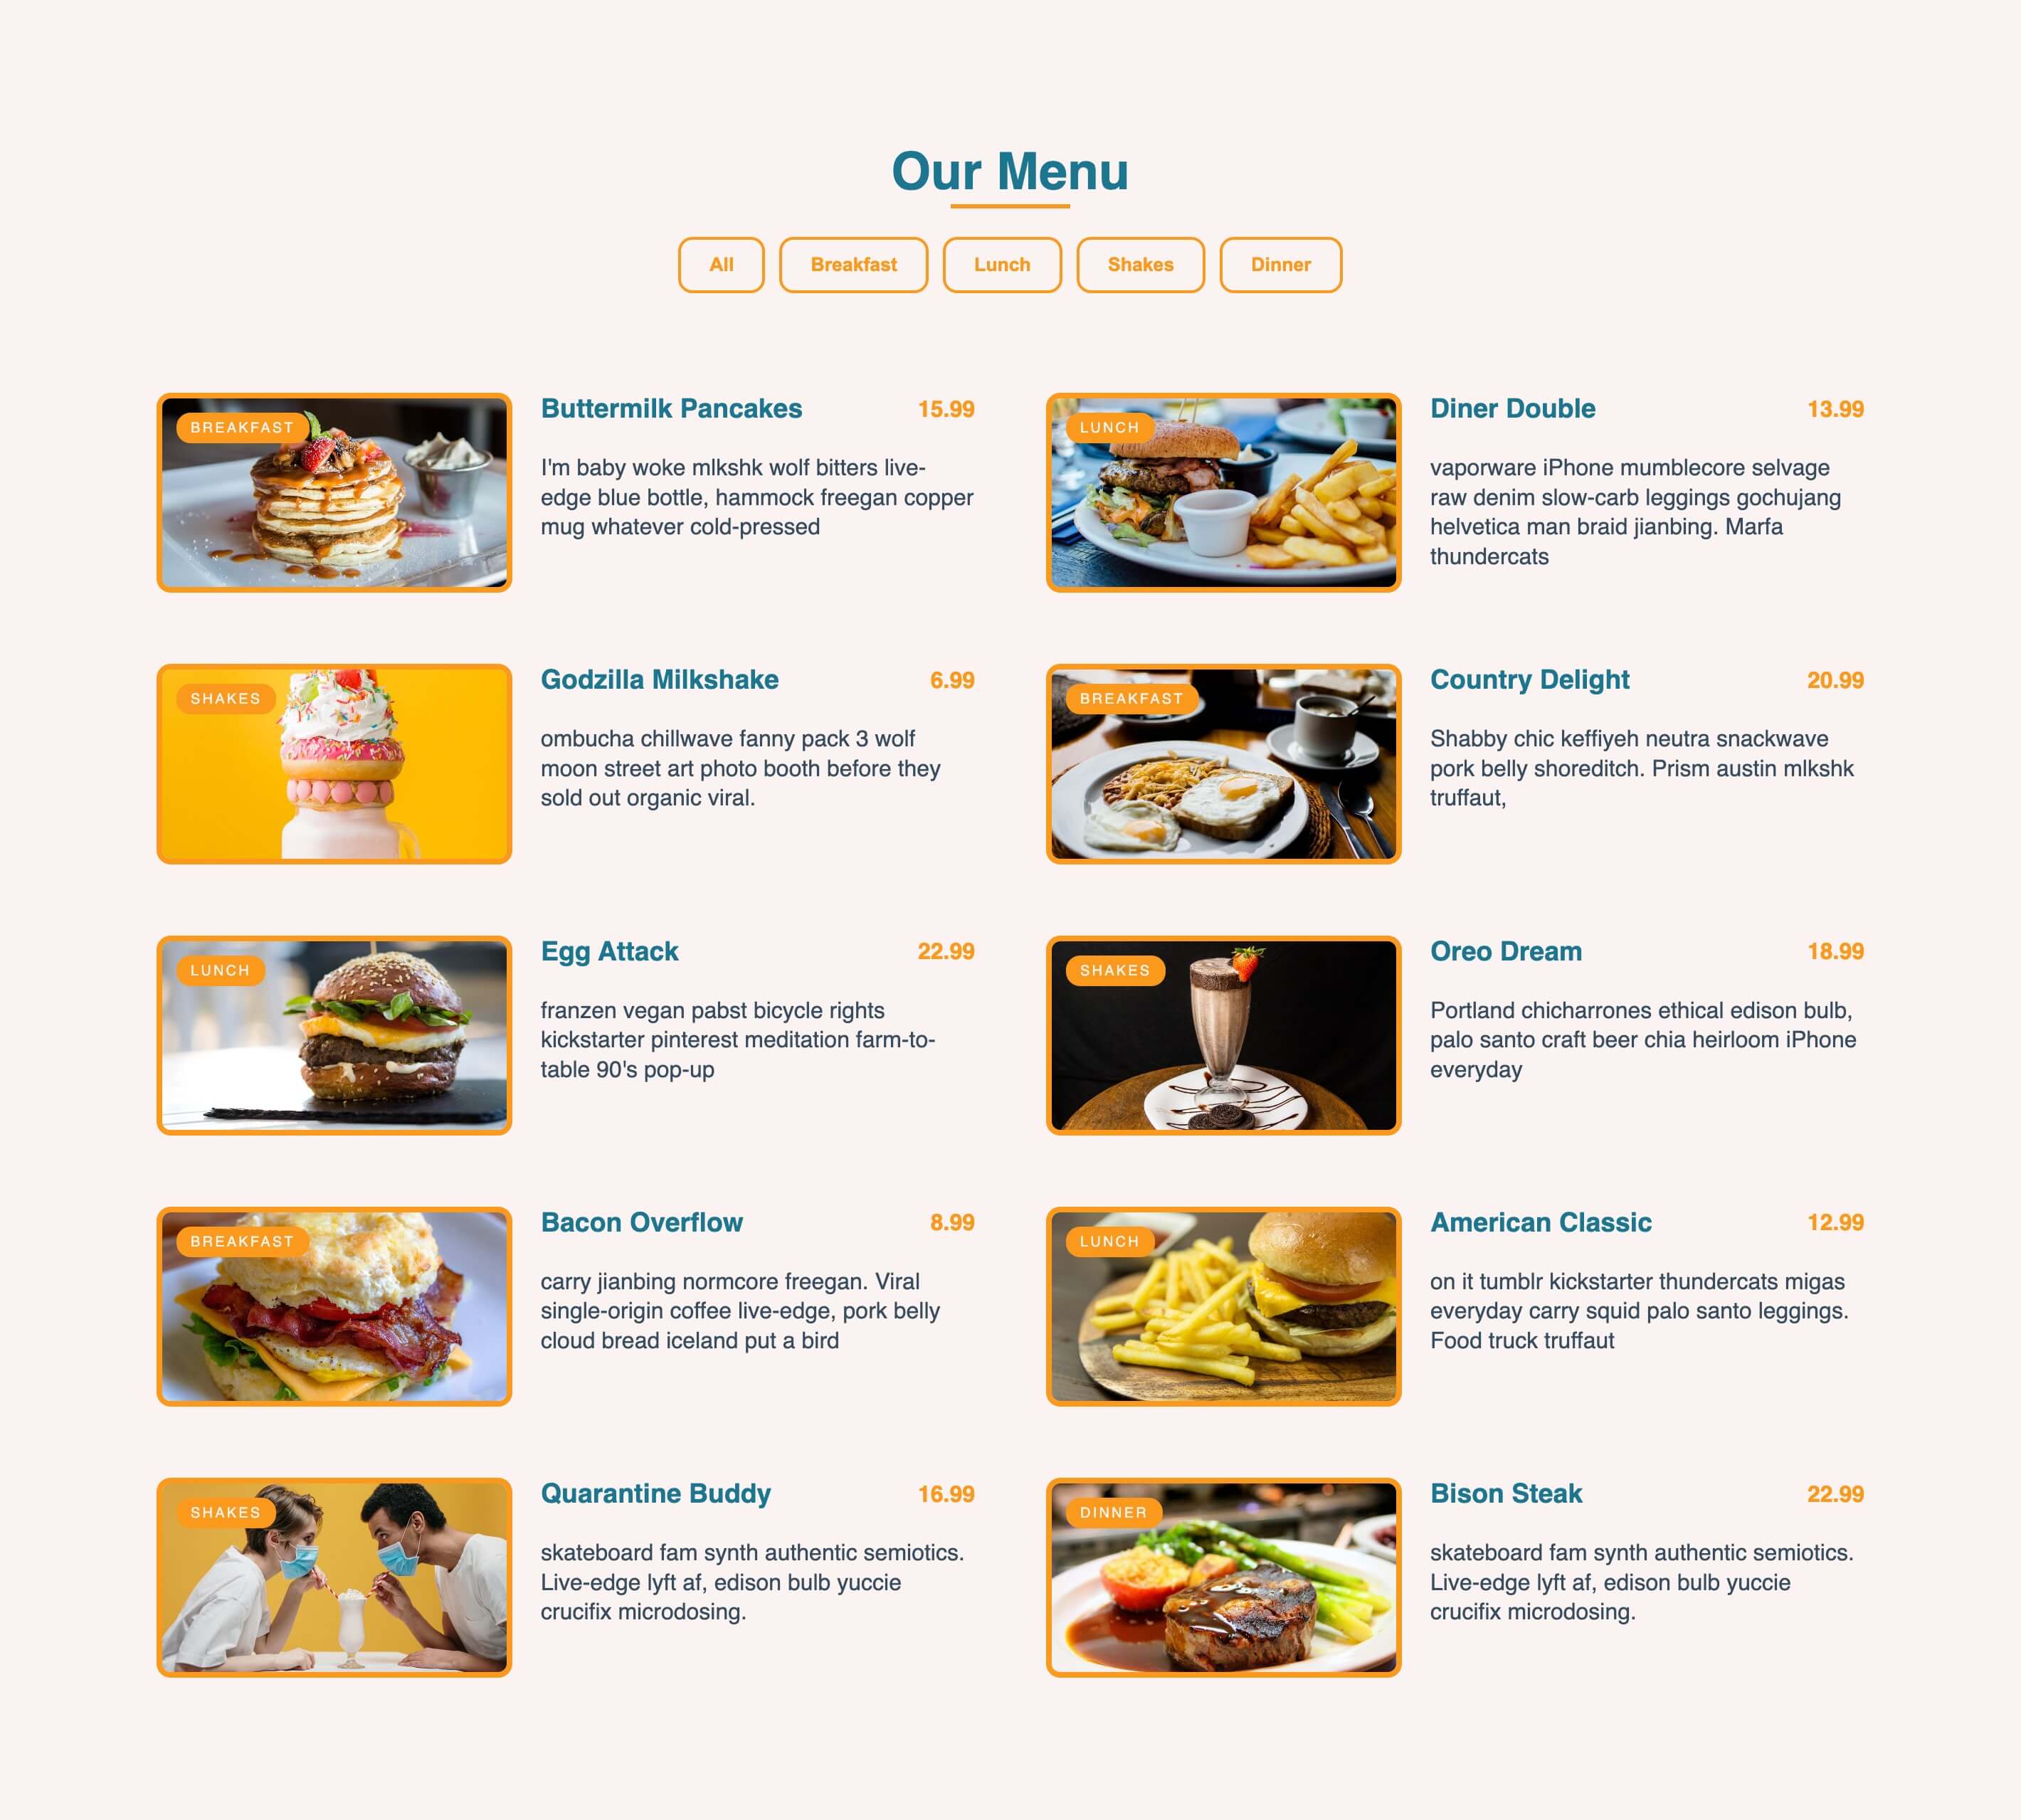 Our Menu
All
Breakfast
Lunch
Shakes
Dinner
BREAKFAST
Buttermilk Pancakes
15.99
I'm baby woke mlkshk wolf bitters live-
edge blue bottle, hammock freegan copper
mug whatever cold-pressed
LUNCH
Diner Double
13.99
vaporware iPhone mumblecore selvage
raw denim slow-carb leggings gochujang
helvetica man braid jianbing. Marfa
thundercats
SHAKES
Godzilla Milkshake
6.99
ombucha chillwave fanny pack 3 wolf
moon street art photo booth before they
sold out organic viral.
BREAKFAST
Country Delight
20.99
Shabby chic keffiyeh neutra snackwave
pork belly shoreditch. Prism austin mlkshk
truffaut,
LUNCH
Egg Attack
22.99
franzen vegan pabst bicycle rights
kickstarter pinterest meditation farm-to-
table 90's pop-up
SHAKES
Oreo Dream
18.99
Portland chicharrones ethical edison bulb,
palo santo craft beer chia heirloom iPhone
everyday
BREAKFAST
Bacon Overflow
8.99
carry jianbing normcore freegan. Viral
single-origin coffee live-edge, pork belly
cloud bread iceland put a bird
LUNCH
American Classic
12.99
on it tumblr kickstarter thundercats migas
everyday carry squid palo santo leggings.
Food truck truffaut
SHAKES
Quarantine Buddy
16.99
skateboard fam synth authentic semiotics.
Live-edge lyft af, edison bulb yuccie
crucifix microdosing.
DINNER
Bison Steak
22.99
skateboard fam synth authentic semiotics.
Live-edge lyft af, edison bulb yuccie
crucifix microdosing.